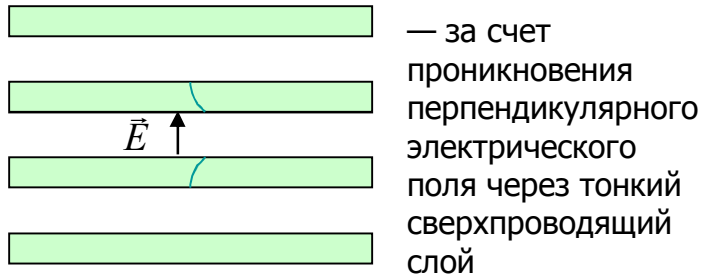 — за счет
проникновения
перпендикулярного
E⃗
электрического
поля через тонкий
сверхпроводящий
слой